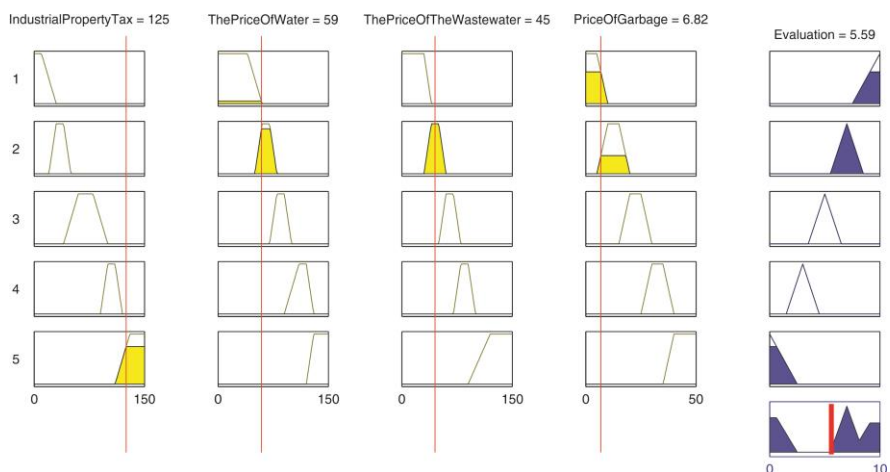 IndustrialPropertyTax = 125
ThePriceOfWater = 59
ThePriceOfTheWastewater = 45
PriceOfGarbage = 6.82
Evaluation = 5.59
1
2
3
4
5
0 150
0 150
0 150
0 50
0 10